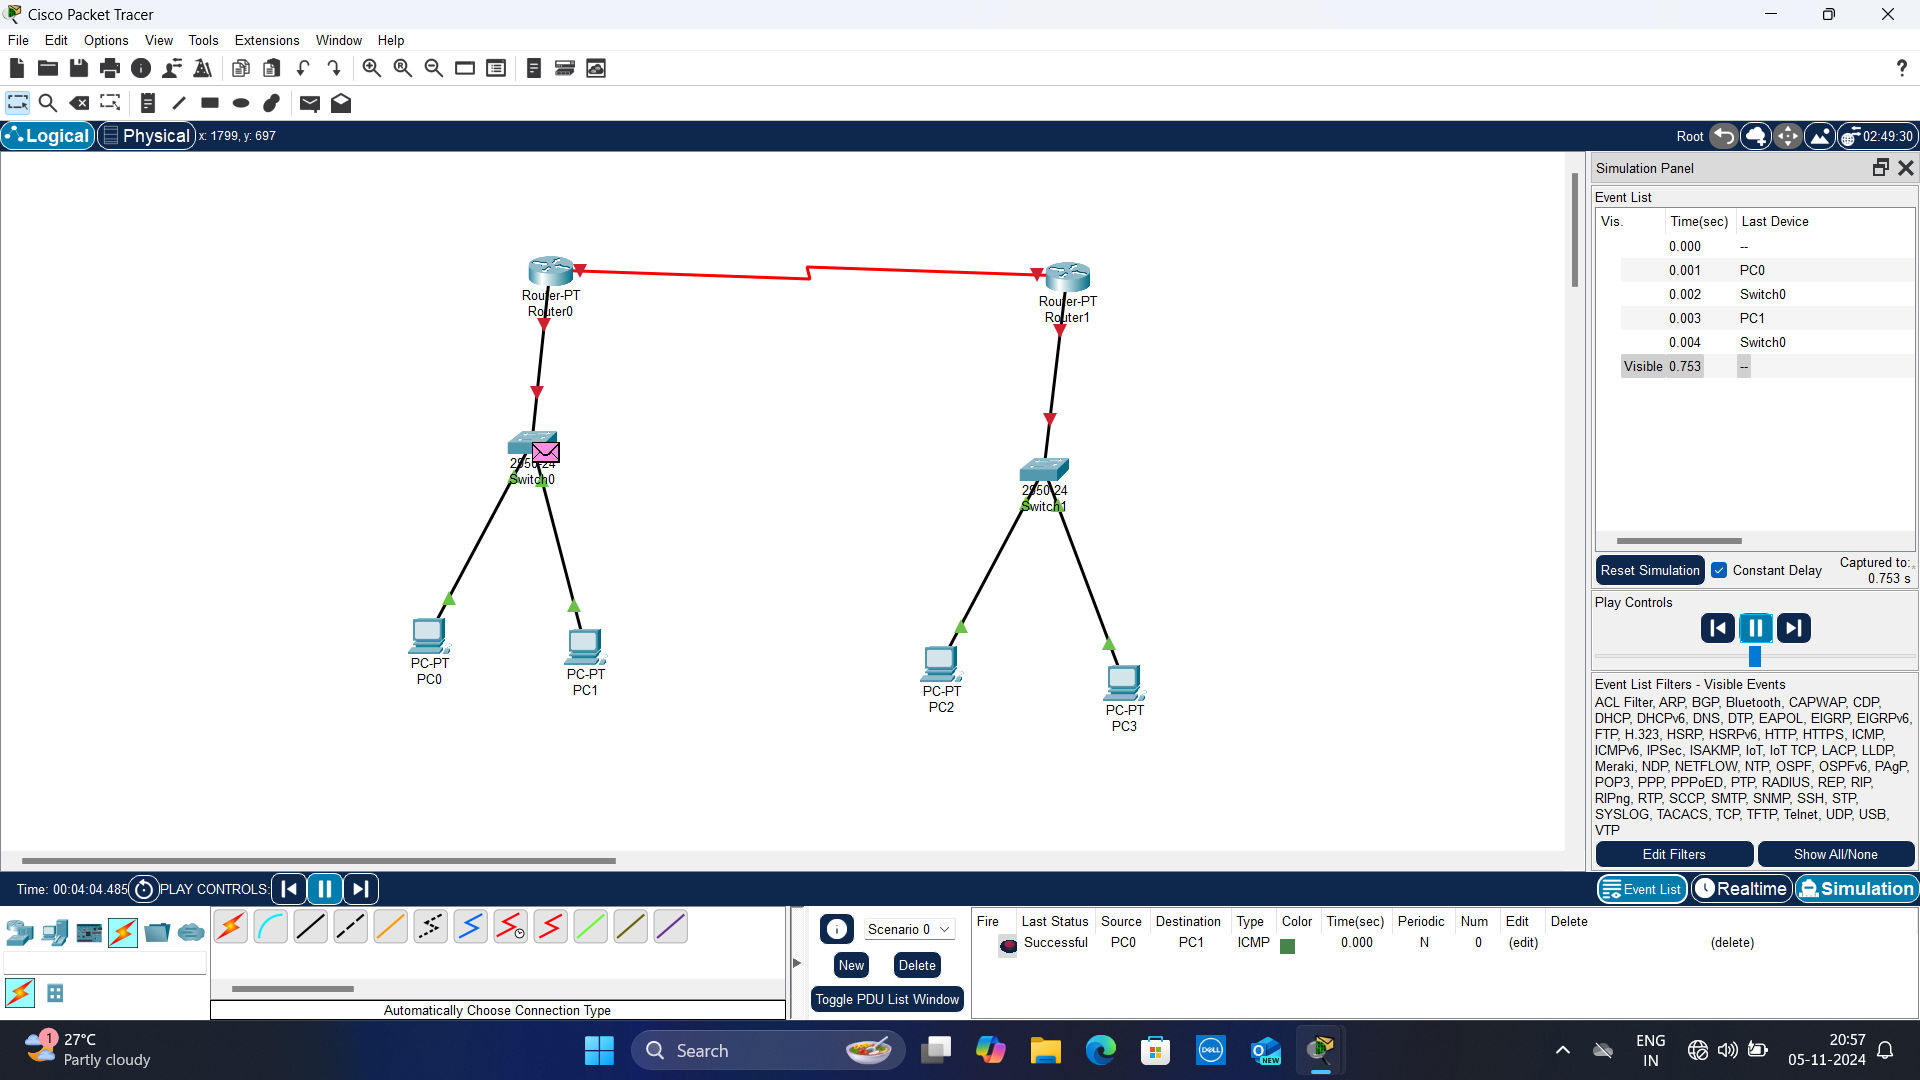 Cisco Packet Tracer
File Edit Options View Tools Extensions Window Help
?
Logical Physical x: 1799, y: 697
Root 02:49:30
Router-PT
Router0
Router-PT
Router1
2950-24
Switch0
2950-24
Switch1
PC-PT
PC0
PC-PT
PC1
PC-PT
PC2
PC-PT
PC3
Simulation Panel
Event List
Vis. Time(sec) Last Device
0.000 --
0.001 PC0
0.002 Switch0
0.003 PC1
0.004 Switch0
Visible 0.753 --
Reset Simulation Constant Delay Captured to:
0.753 s
Play Controls
Event List Filters - Visible Events
ACL Filter, ARP, BGP, Bluetooth, CAPWAP, CDP,
DHCP, DHCPv6, DNS, DTP, EAPOL, EIGRP, EIGRPv6,
FTP, H.323, HSRP, HSRPv6, HTTP, HTTPS, ICMP,
ICMPv6, IPSec, ISAKMP, IoT, IoT TCP, LACP, LLDP,
Meraki, NDP, NETFLOW, NTP, OSPF, OSPFv6, PAgP,
POP3, PPP, PPPoED, PTP, RADIUS, REP, RIP,
RIPng, RTP, SCCP, SMTP, SNMP, SSH, STP,
SYSLOG, TACACS, TCP, TFTP, Telnet, UDP, USB,
VTP
Edit Filters Show All/None
Time: 00:04:04.485 PLAY CONTROLS:
Event List Realtime Simulation
Automatically Choose Connection Type
Scenario 0
New Delete
Toggle PDU List Window
Fire Last Status Source Destination Type Color Time(sec) Periodic Num Edit Delete
Successful PC0 PC1 ICMP 0.000 N 0 (edit) (delete)
1
27°C
Partly cloudy
Search
DELL
NEW
ENG
IN
20:57
05-11-2024